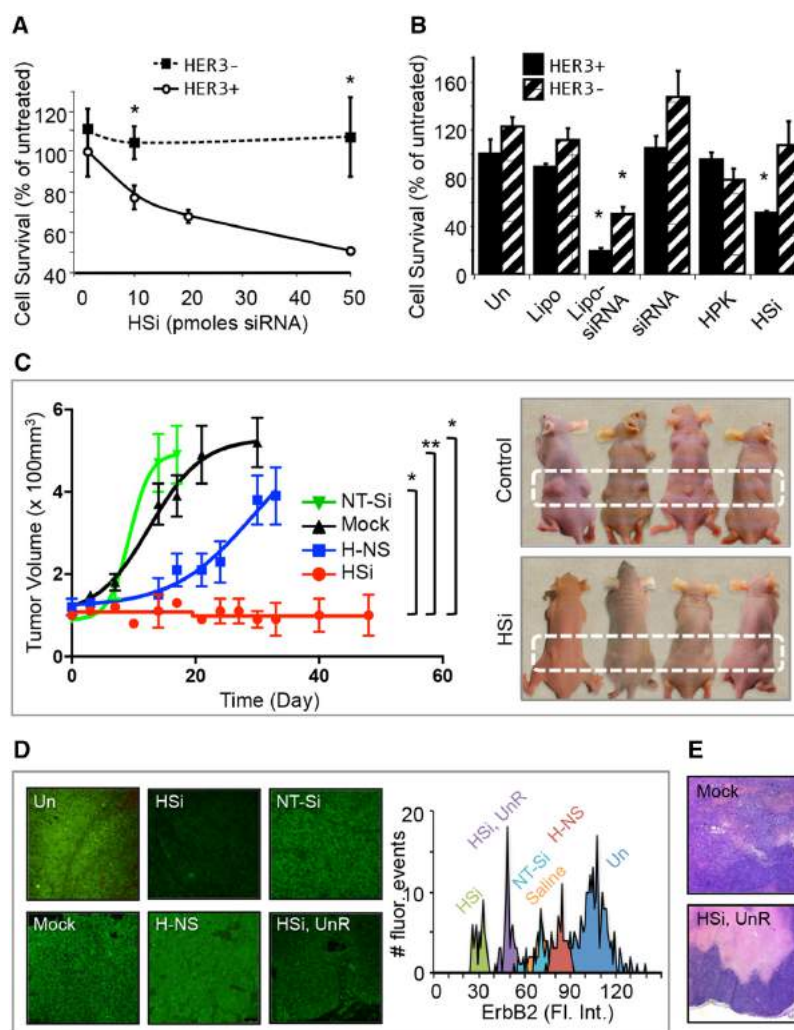 A
HER3-
HER3+
*
*
Cell Survival (% of untreated)
120
100
80
60
40
0
10
20
30
40
50
HSi (pmoles siRNA)
B
HER3+
HER3-
Cell Survival (% of untreated)
160
120
80
40
0
*
*
*
Un
Lipo
Lipo-
siRNA
siRNA
HPK
HSi
C
Tumor Volume (x 100mm³)
6
4
2
0
0
20
40
60
Time (Day)
NT-Si
Mock
H-NS
HSi
*
**
*
Control
HSi
D
Un
HSi
NT-Si
Mock
H-NS
HSi, UnR
# fluor. events
20
10
0
HSi
HSi, UnR
NT-Si
Saline
H-NS
Un
0
30
60
90
120
ErbB2 (Fl. Int.)
E
Mock
HSi, UnR